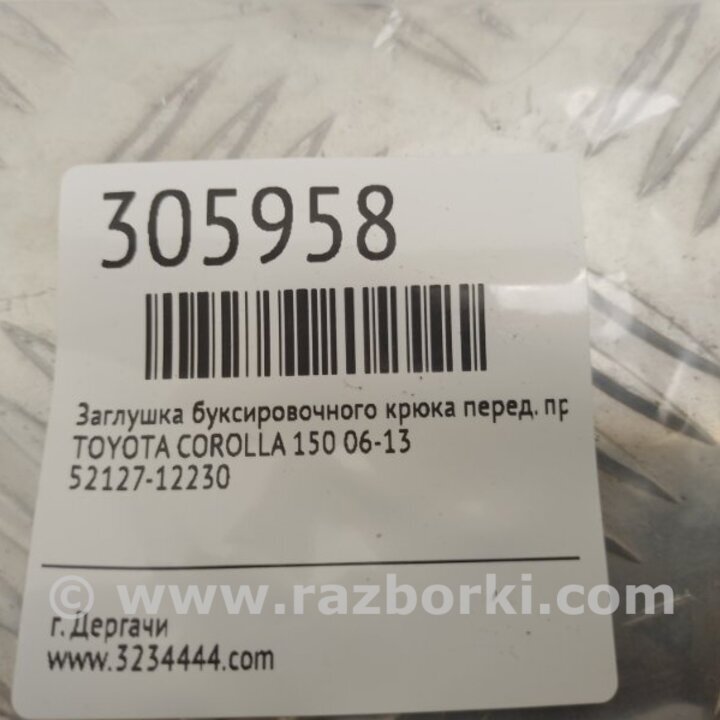 305958
Заглушка буксировочного крюка перед. пр
TOYOTA COROLLA 150 06-13
52127-12230
© www.razborki.com
г. Дергачи
www.3234444.com